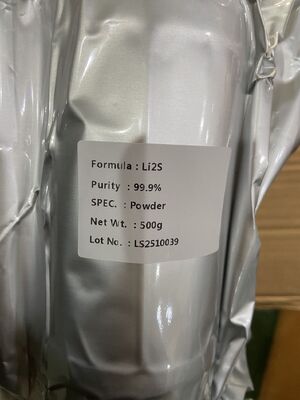 Formula : Li2S
Purity : 99.9%
SPEC. : Powder
Net Wt. : 500g
Lot No. : LS2510039